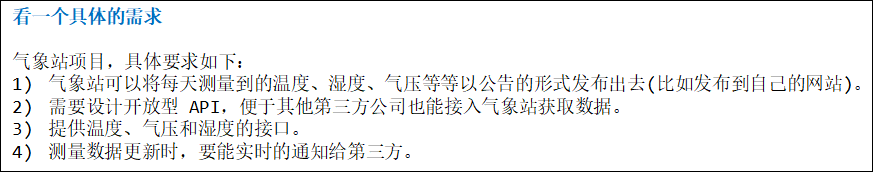 看一个具体的需求
气象站项目，具体要求如下：
1) 气象站可以将每天测量到的温度、湿度、气压等等以公告的形式发布出去(比如发布到自己的网站)。
2) 需要设计开放型 API，便于其他第三方公司也能接入气象站获取数据。
3) 提供温度、气压和湿度的接口。
4) 测量数据更新时，要能实时的通知给第三方。